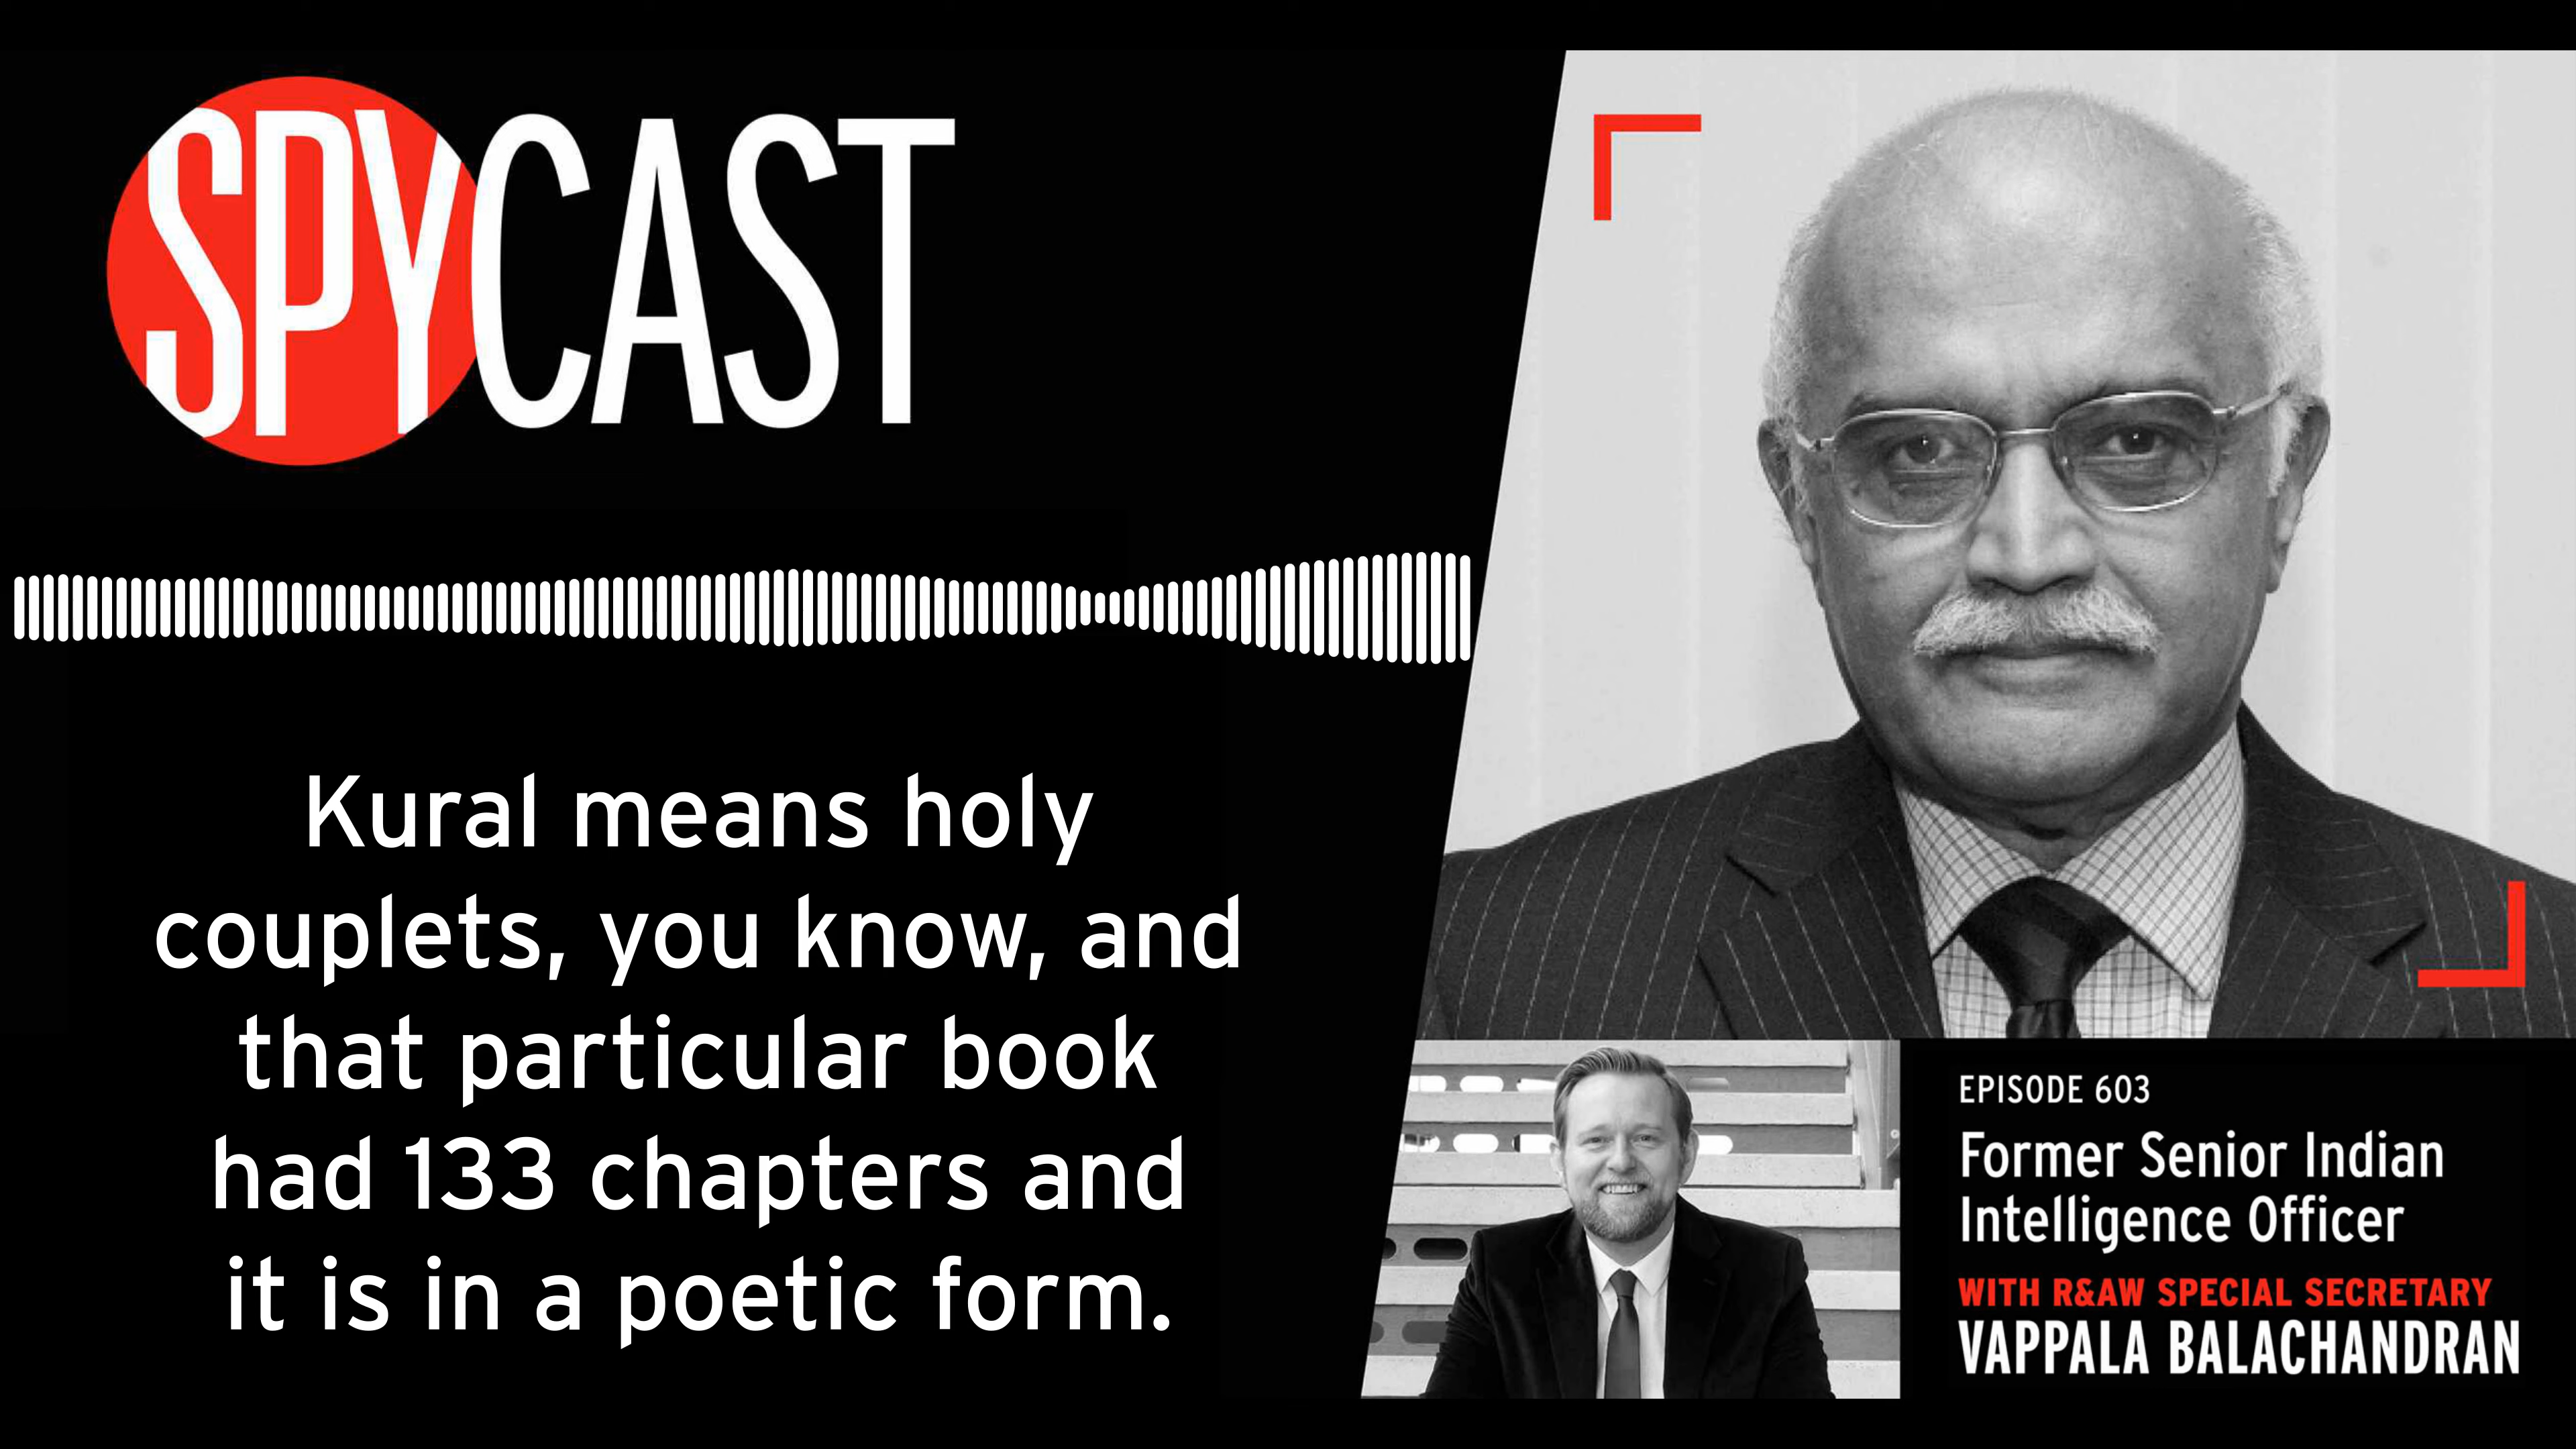 SPYCAST
Kural means holy
couplets, you know, and
that particular book
had 133 chapters and
it is in a poetic form.
EPISODE 603
Former Senior Indian
Intelligence Officer
WITH R&AW SPECIAL SECRETARY
VAPPALA BALACHANDRAN